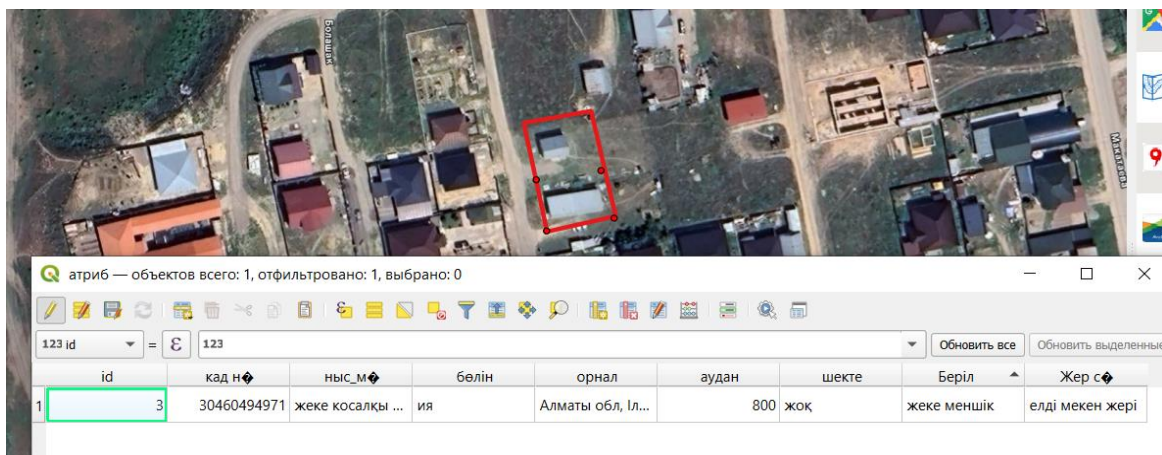 Болашак
Мажатаева
атриб — объектов всего: 1, отфильтровано: 1, выбрано: 0
123 id = ε 123 Обновить все Обновить выделенные
id кад н� ныс_м� бөлін орнал аудан шекте Беріл Жер с�
1 3 30460494971 жеке косалқы ... ия Алматы обл, Іл... 800 жоқ жеке меншік елді мекен жері